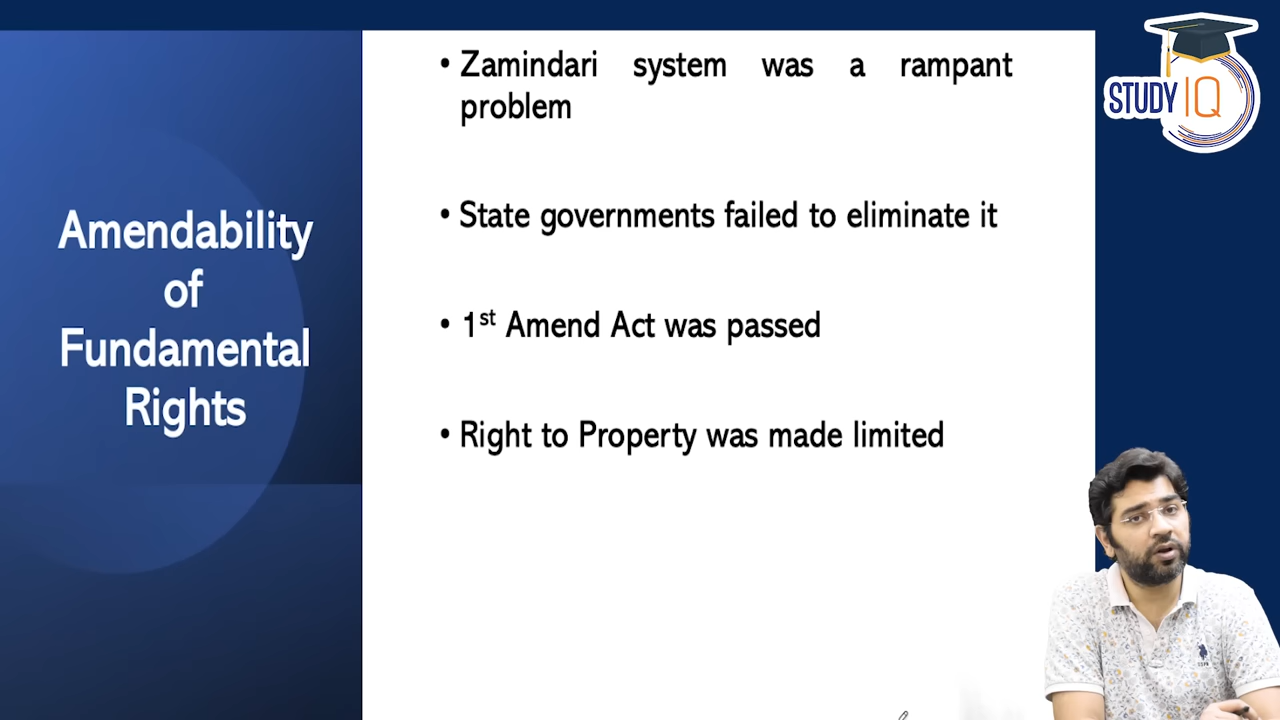 Amendability
of
Fundamental
Rights
• Zamindari system was a rampant
problem
• State governments failed to eliminate it
• 1st Amend Act was passed
• Right to Property was made limited
STUDY IQ